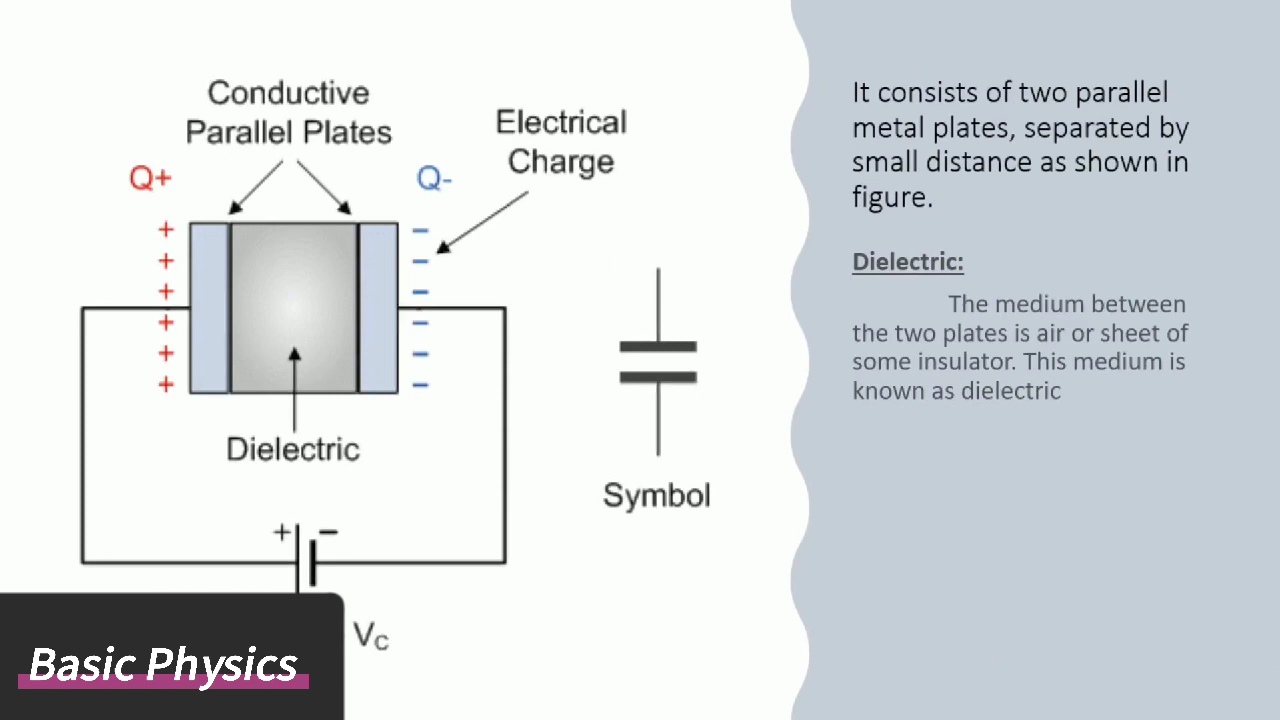 Conductive
Parallel Plates
Electrical
Charge
Q+
Q-
+
+
+
+
+
+
−
−
−
−
−
−
Dielectric
+ −
Symbol
Vc
Basic Physics
It consists of two parallel
metal plates, separated by
small distance as shown in
figure.
Dielectric:
The medium between
the two plates is air or sheet of
some insulator. This medium is
known as dielectric